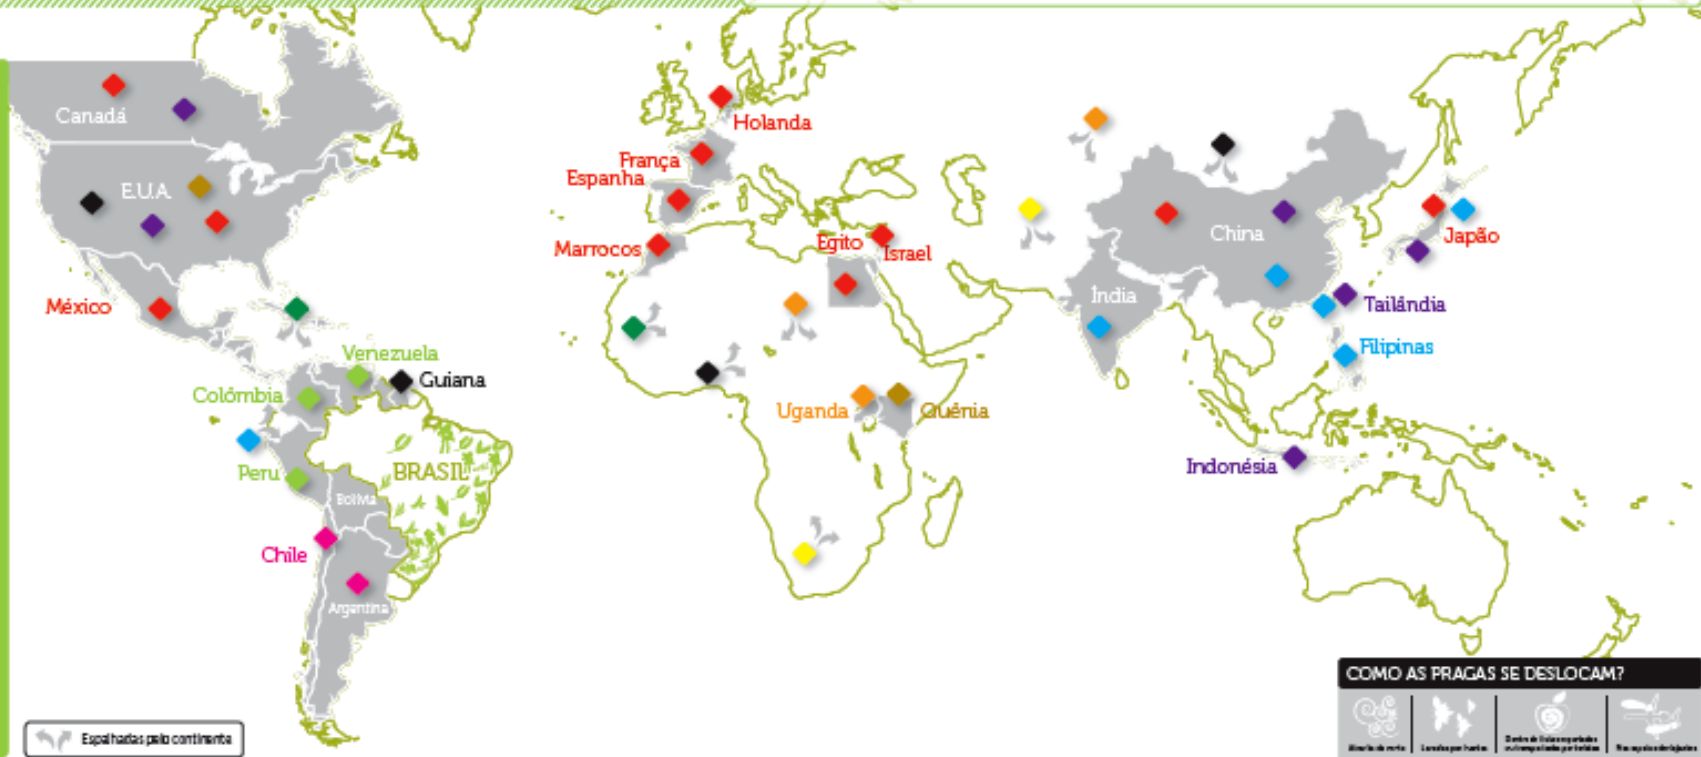 Canadá
E.U.A.
México
Venezuela
Guiana
Colômbia
Peru
BRASIL
Bolívia
Chile
Argentina
Holanda
França
Espanha
Marrocos
Egito
Israel
Uganda
Quênia
China
Índia
Japão
Tailândia
Filipinas
Indonésia
Espalhadas pelo continente
COMO AS PRAGAS SE DESLOCAM?